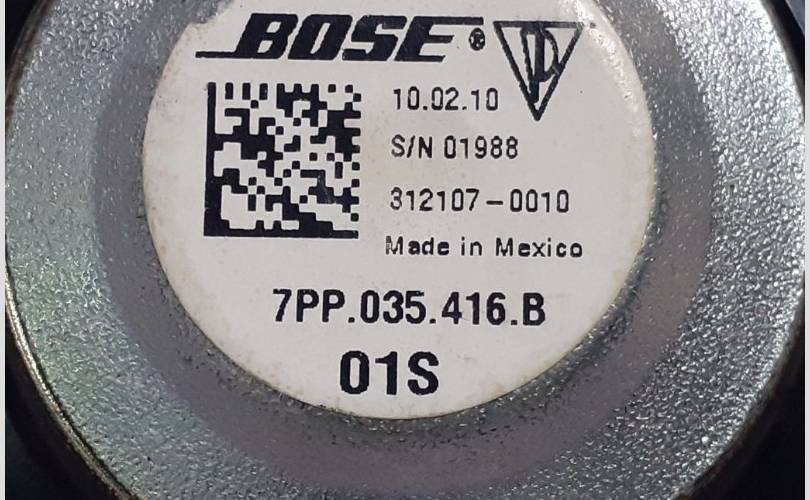 BOSE®
10.02.10
S/N 01988
312107-0010
Made in Mexico
7PP.035.416.B
01S